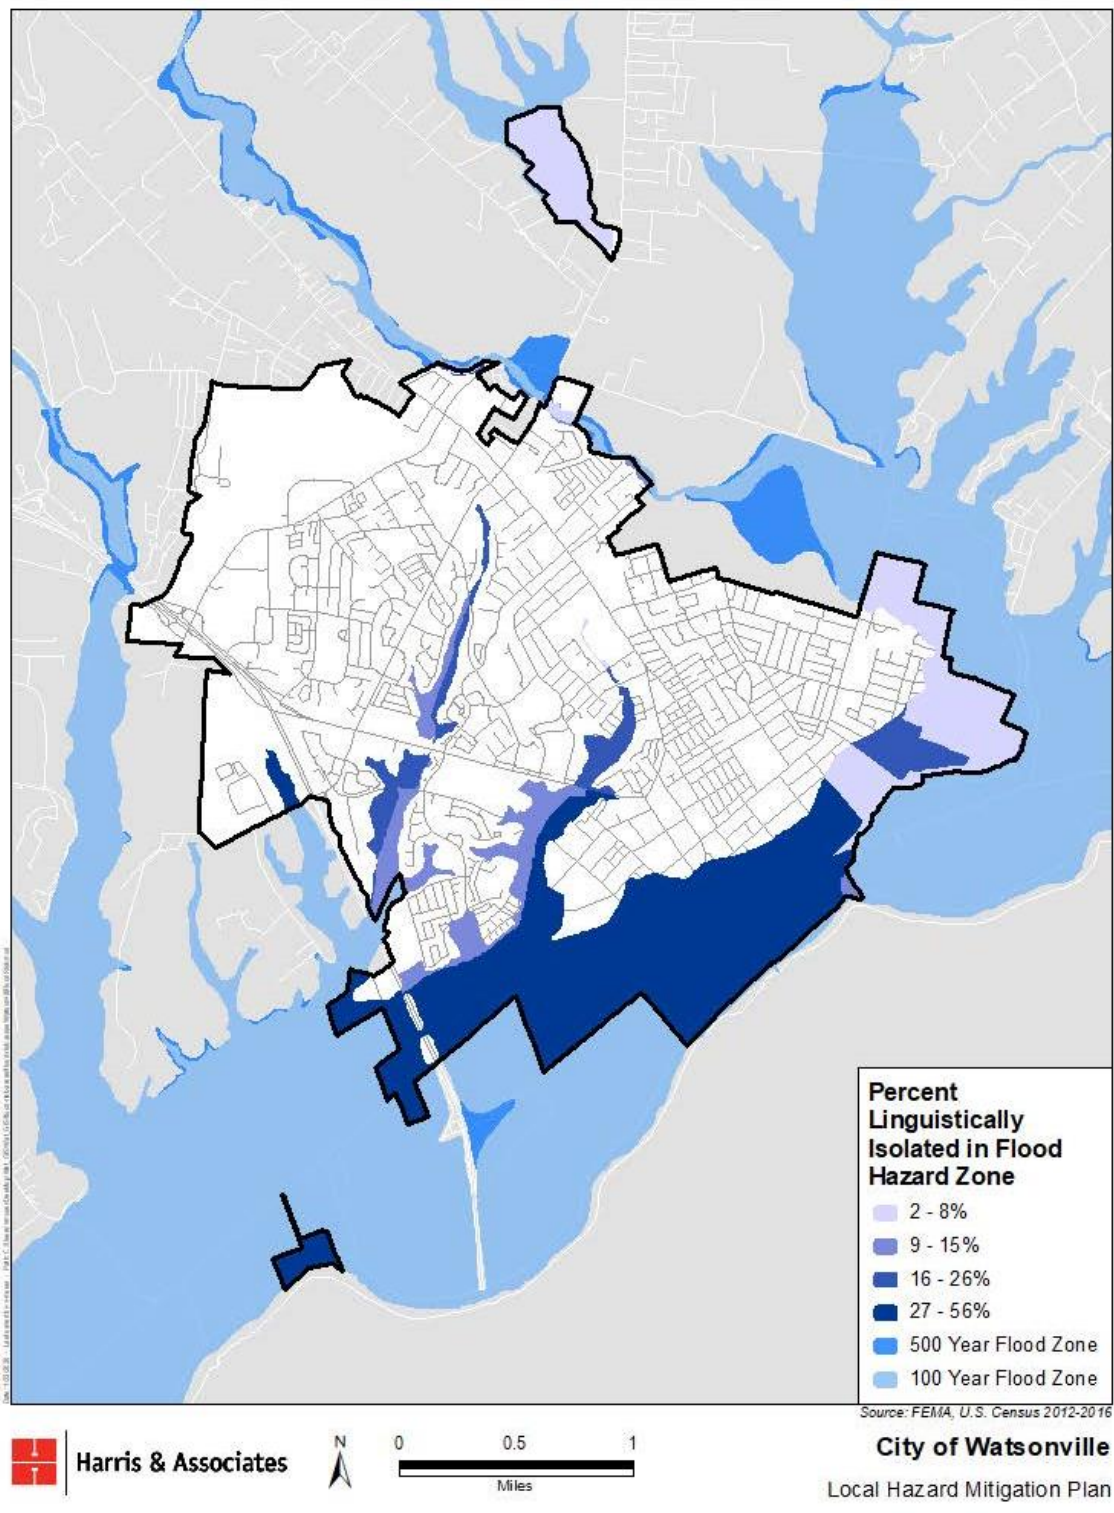 Percent
Linguistically
Isolated in Flood
Hazard Zone
2 - 8%
9 - 15%
16 - 26%
27 - 56%
500 Year Flood Zone
100 Year Flood Zone
Source: FEMA, U.S. Census 2012-2016
Harris & Associates
N
0 0.5 1
Miles
City of Watsonville
Local Hazard Mitigation Plan